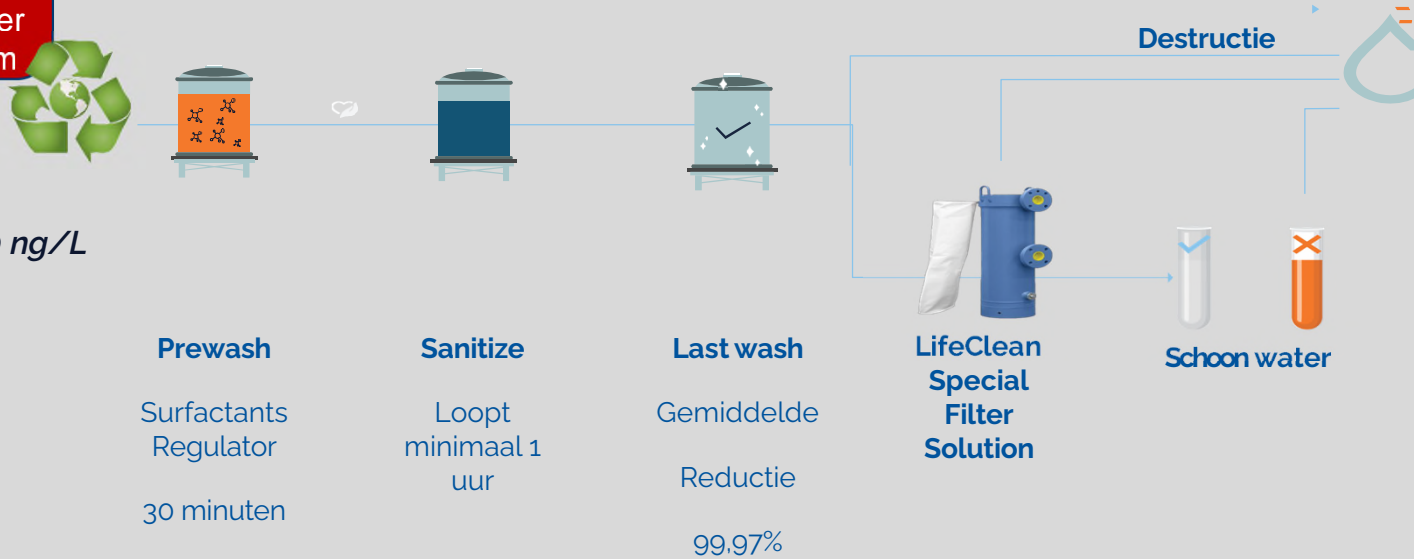 er
m
Destructie
ng/L
Prewash
Surfactants
Regulator
30 minuten
Sanitize
Loopt
minimaal 1
uur
Last wash
Gemiddelde
Reductie
99,97%
LifeClean
Special
Filter
Solution
Schoon water